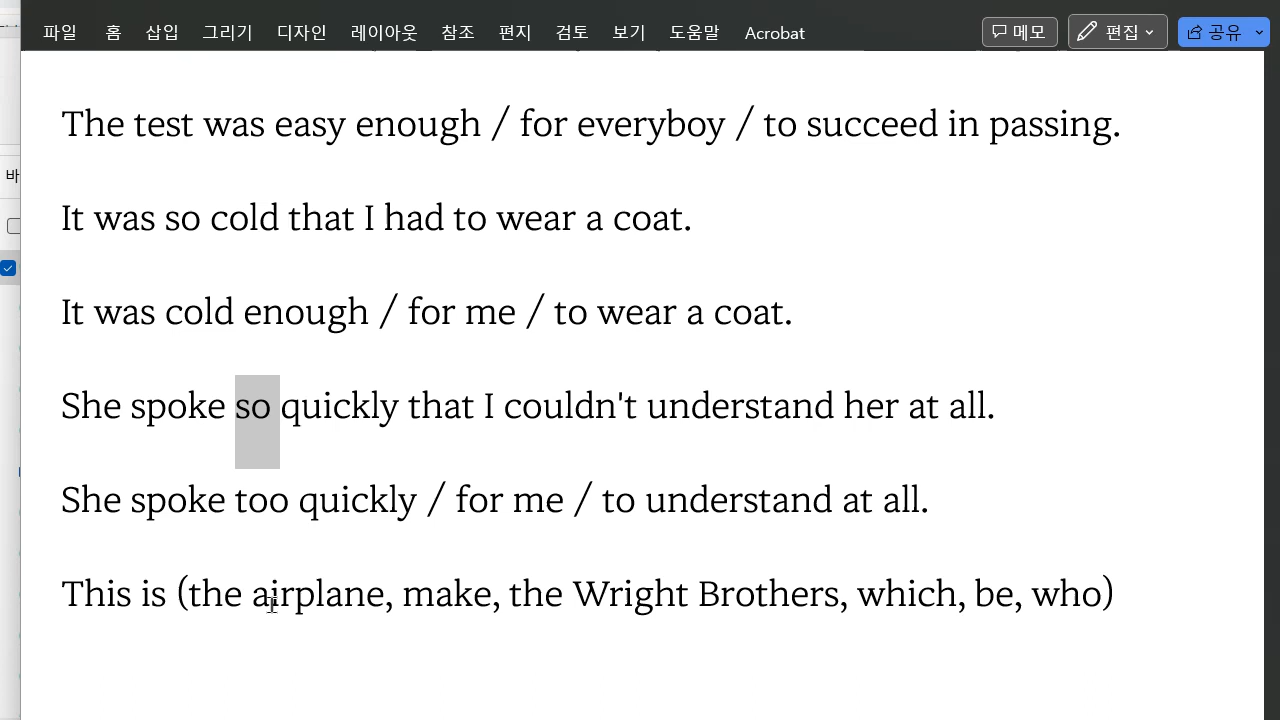 파일 홈 삽입 그리기 디자인 레이아웃 참조 편지 검토 보기 도움말 Acrobat 메모 편집 공유
The test was easy enough / for everyboy / to succeed in passing.
바
It was so cold that I had to wear a coat.
It was cold enough / for me / to wear a coat.
She spoke so quickly that I couldn't understand her at all.
She spoke too quickly / for me / to understand at all.
This is (the airplane, make, the Wright Brothers, which, be, who)